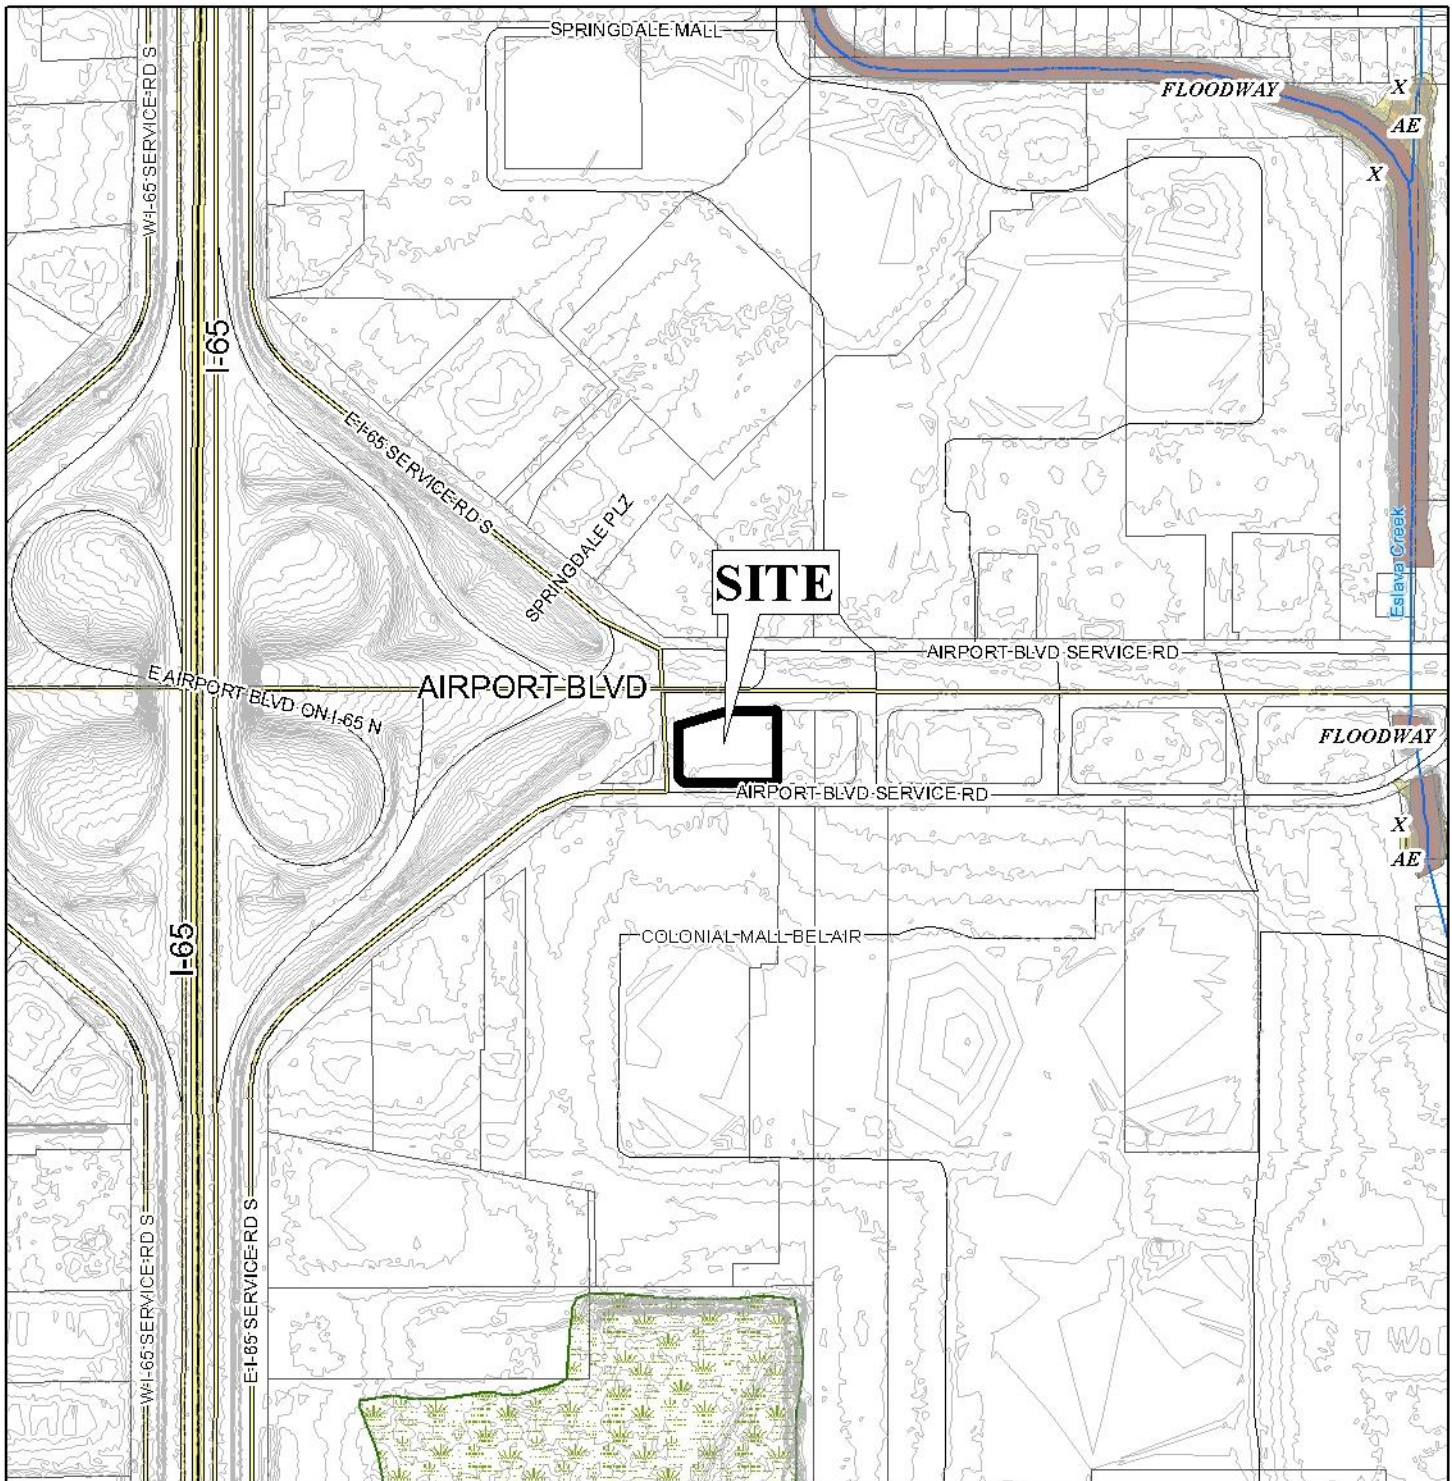 SPRINGDALE MALL
FLOODWAY
X
AE
X
W-I-65-SERVICE-RD S
I-65
E-I-65-SERVICE-RD S
SPRINGDALE PLZ
SITE
Eslava Creek
AIRPORT-BLVD-SERVICE-RD
E AIRPORT BLVD ON I-65 N
AIRPORT BLVD
FLOODWAY
AIRPORT-BLVD-SERVICE-RD
X
AE
I-65
COLONIAL-MALL-BEL AIR
W-I-65-SERVICE-RD S
E-I-65-SERVICE-RD S